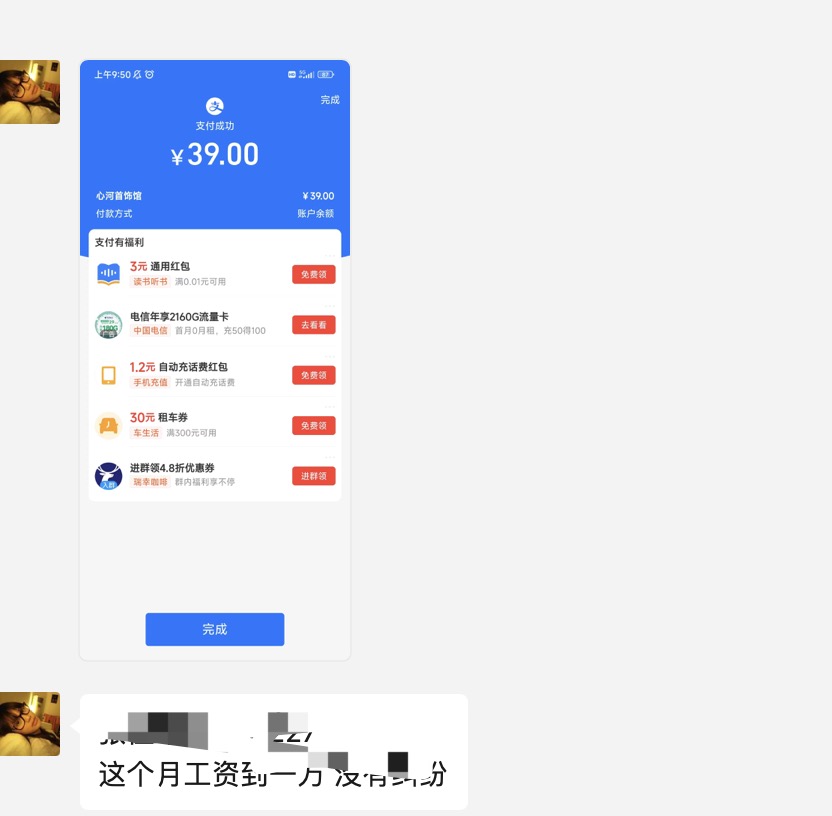 上午9:50
完成
支付成功
¥39.00
心河首饰馆 ¥39.00
付款方式 账户余额
支付有福利
3元 通用红包
读书听书 满0.01元可用
免费领
电信年享2160G流量卡
中国电信 首月0月租,充50得100
去看看
1.2元 自动充话费红包
手机充值 开通自动充话费
免费领
30元 租车券
车生活 满300元可用
免费领
进群领4.8折优惠券
瑞幸咖啡 群内福利享不停
进群领
完成
这个月工资到一万 没有纠纷